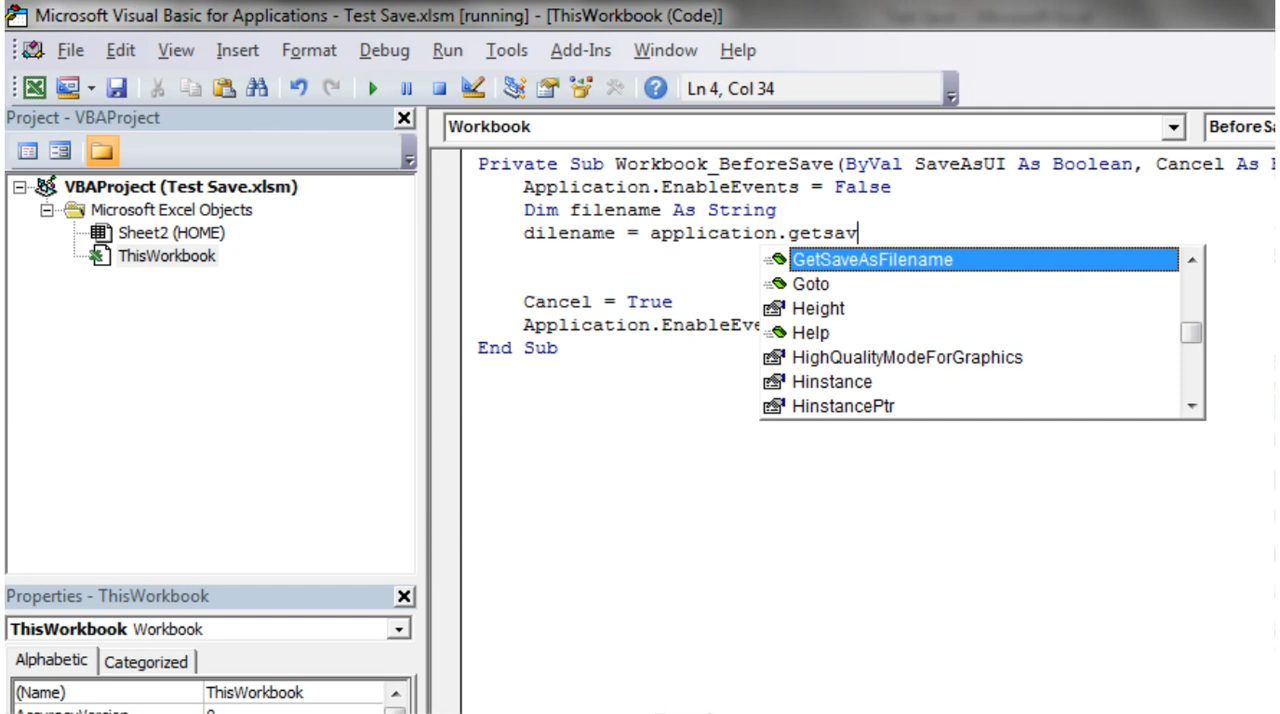 Microsoft Visual Basic for Applications - Test Save.xlsm [running] - [ThisWorkbook (Code)]
File Edit View Insert Format Debug Run Tools Add-Ins Window Help
Ln 4, Col 34
Project - VBAProject
VBAProject (Test Save.xlsm)
Microsoft Excel Objects
Sheet2 (HOME)
ThisWorkbook
Properties - ThisWorkbook
ThisWorkbook Workbook
Alphabetic Categorized
(Name) ThisWorkbook
Workbook
Private Sub Workbook_BeforeSave(ByVal SaveAsUI As Boolean, Cancel As
Application.EnableEvents = False
Dim filename As String
dilename = application.getsav
GetSaveAsFilename
Goto
Height
Help
HighQualityModeForGraphics
Hinstance
HinstancePtr
Cancel = True
Application.EnableEve
End Sub